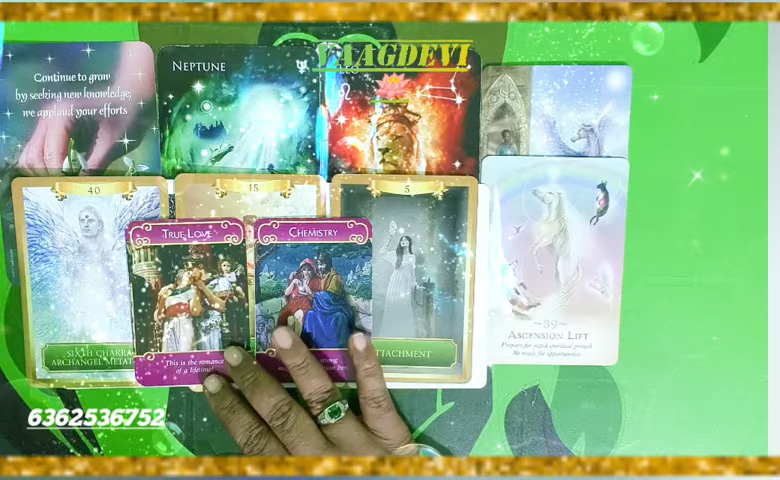 VAAGDEVI
Continue to grow
by seeking new knowledge;
we applaud your efforts
NEPTUNE
LEO
40
15
5
TRUE LOVE
CHEMISTRY
SIXTH CHAKRA
ARCHANGEL
ATTACHMENT
This is the romance
of a lifetime!
~39~
ASCENSION LIFT
Prepare for rapid spiritual growth
Be ready for opportunities.
6362536752